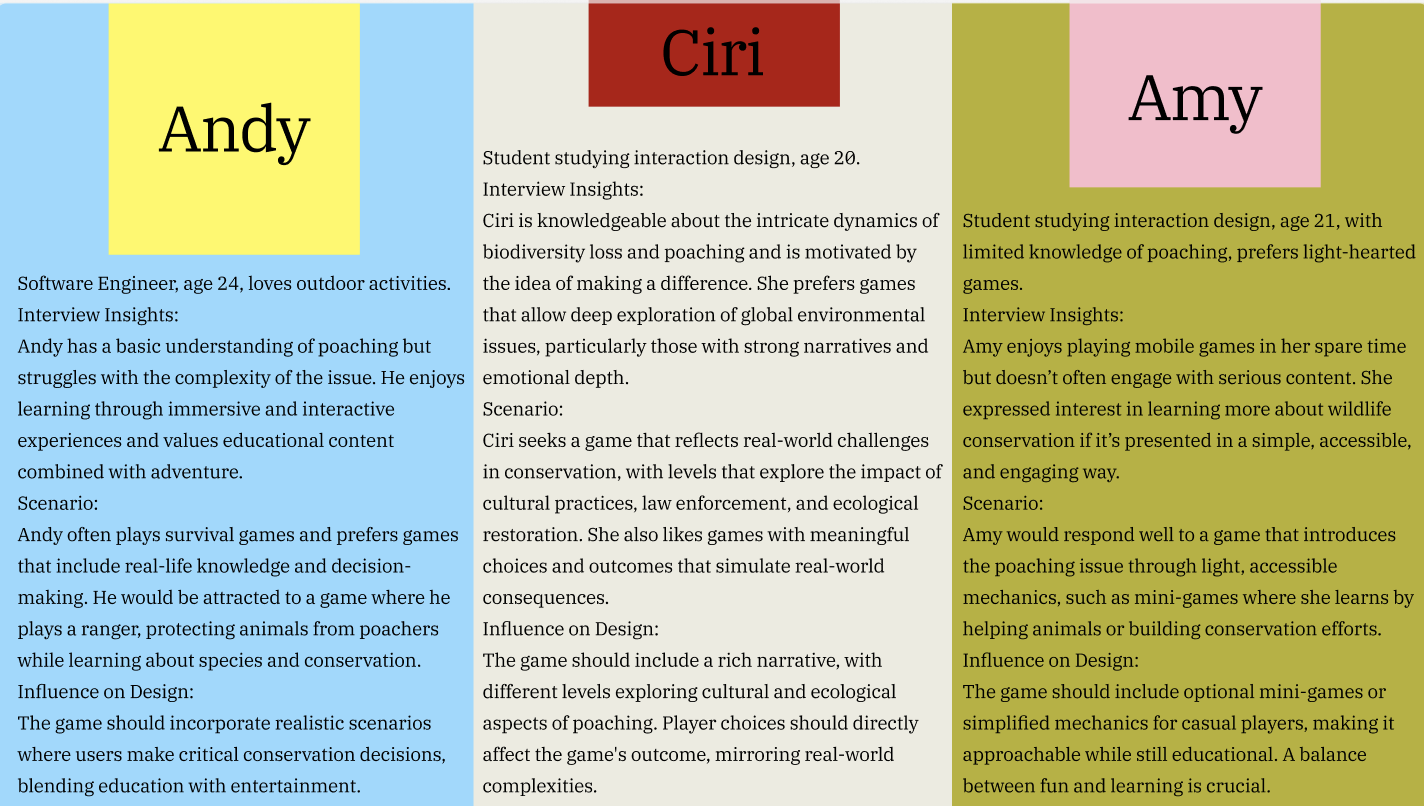 Andy
Software Engineer, age 24, loves outdoor activities.
Interview Insights:
Andy has a basic understanding of poaching but
struggles with the complexity of the issue. He enjoys
learning through immersive and interactive
experiences and values educational content
combined with adventure.
Scenario:
Andy often plays survival games and prefers games
that include real-life knowledge and decision-
making. He would be attracted to a game where he
plays a ranger, protecting animals from poachers
while learning about species and conservation.
Influence on Design:
The game should incorporate realistic scenarios
where users make critical conservation decisions,
blending education with entertainment.
Ciri
Student studying interaction design, age 20.
Interview Insights:
Ciri is knowledgeable about the intricate dynamics of
biodiversity loss and poaching and is motivated by
the idea of making a difference. She prefers games
that allow deep exploration of global environmental
issues, particularly those with strong narratives and
emotional depth.
Scenario:
Ciri seeks a game that reflects real-world challenges
in conservation, with levels that explore the impact of
cultural practices, law enforcement, and ecological
restoration. She also likes games with meaningful
choices and outcomes that simulate real-world
consequences.
Influence on Design:
The game should include a rich narrative, with
different levels exploring cultural and ecological
aspects of poaching. Player choices should directly
affect the game's outcome, mirroring real-world
complexities.
Amy
Student studying interaction design, age 21, with
limited knowledge of poaching, prefers light-hearted
games.
Interview Insights:
Amy enjoys playing mobile games in her spare time
but doesn’t often engage with serious content. She
expressed interest in learning more about wildlife
conservation if it’s presented in a simple, accessible,
and engaging way.
Scenario:
Amy would respond well to a game that introduces
the poaching issue through light, accessible
mechanics, such as mini-games where she learns by
helping animals or building conservation efforts.
Influence on Design:
The game should include optional mini-games or
simplified mechanics for casual players, making it
approachable while still educational. A balance
between fun and learning is crucial.